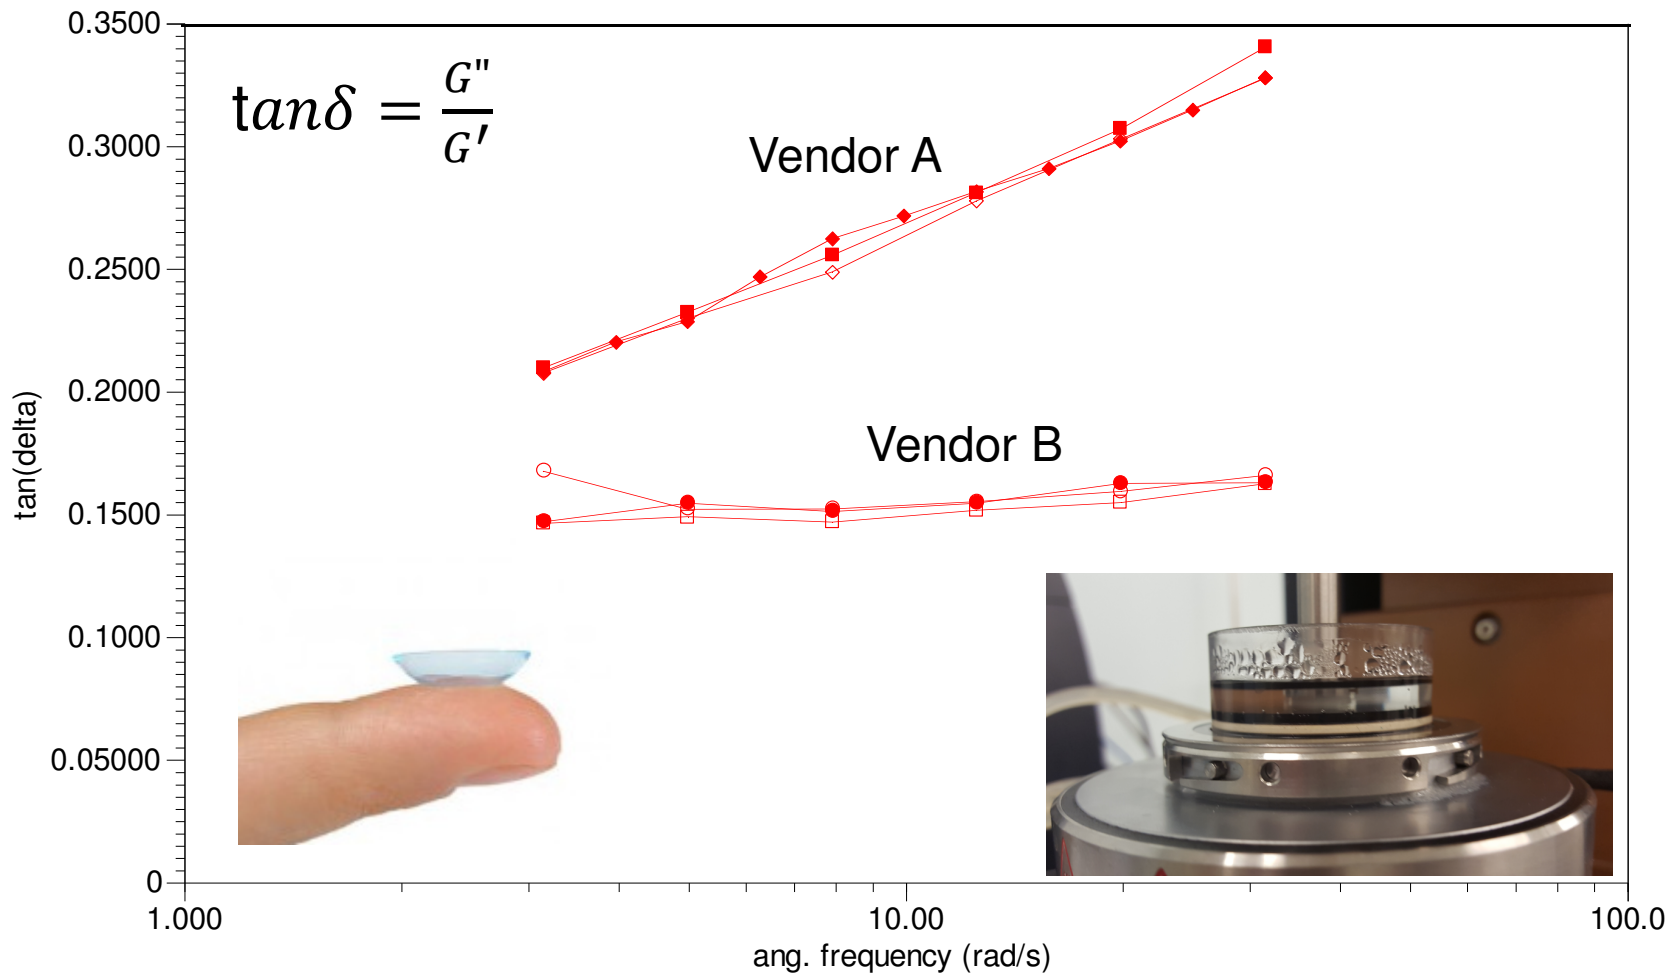 0.3500
tanδ = G"/G'
0.3000
Vendor A
0.2500
0.2000
Vendor B
0.1500
0.1000
0.05000
0
tan(delta)
1.000
10.00
100.0
ang. frequency (rad/s)